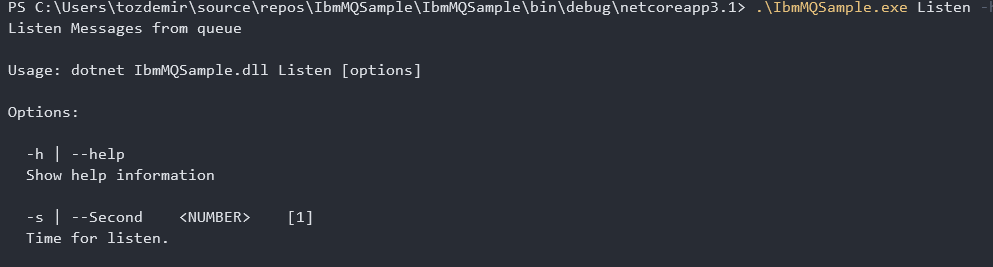 PS C:\Users\tozdemir\source\repos\IbmMQSample\IbmMQSample\bin\debug\netcoreapp3.1> .\IbmMQSample.exe Listen -h
Listen Messages from queue
Usage: dotnet IbmMQSample.dll Listen [options]
Options:
-h | --help
Show help information
-s | --Second    <NUMBER>    [1]
Time for listen.